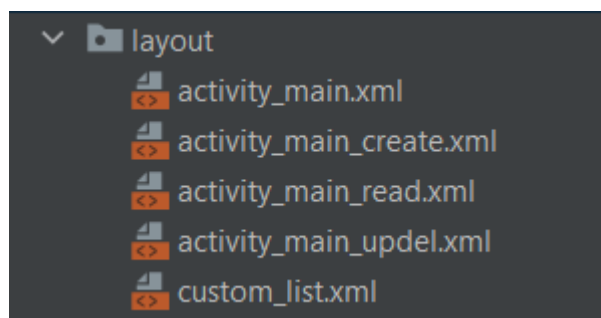 layout
activity_main.xml
activity_main_create.xml
activity_main_read.xml
activity_main_updel.xml
custom_list.xml